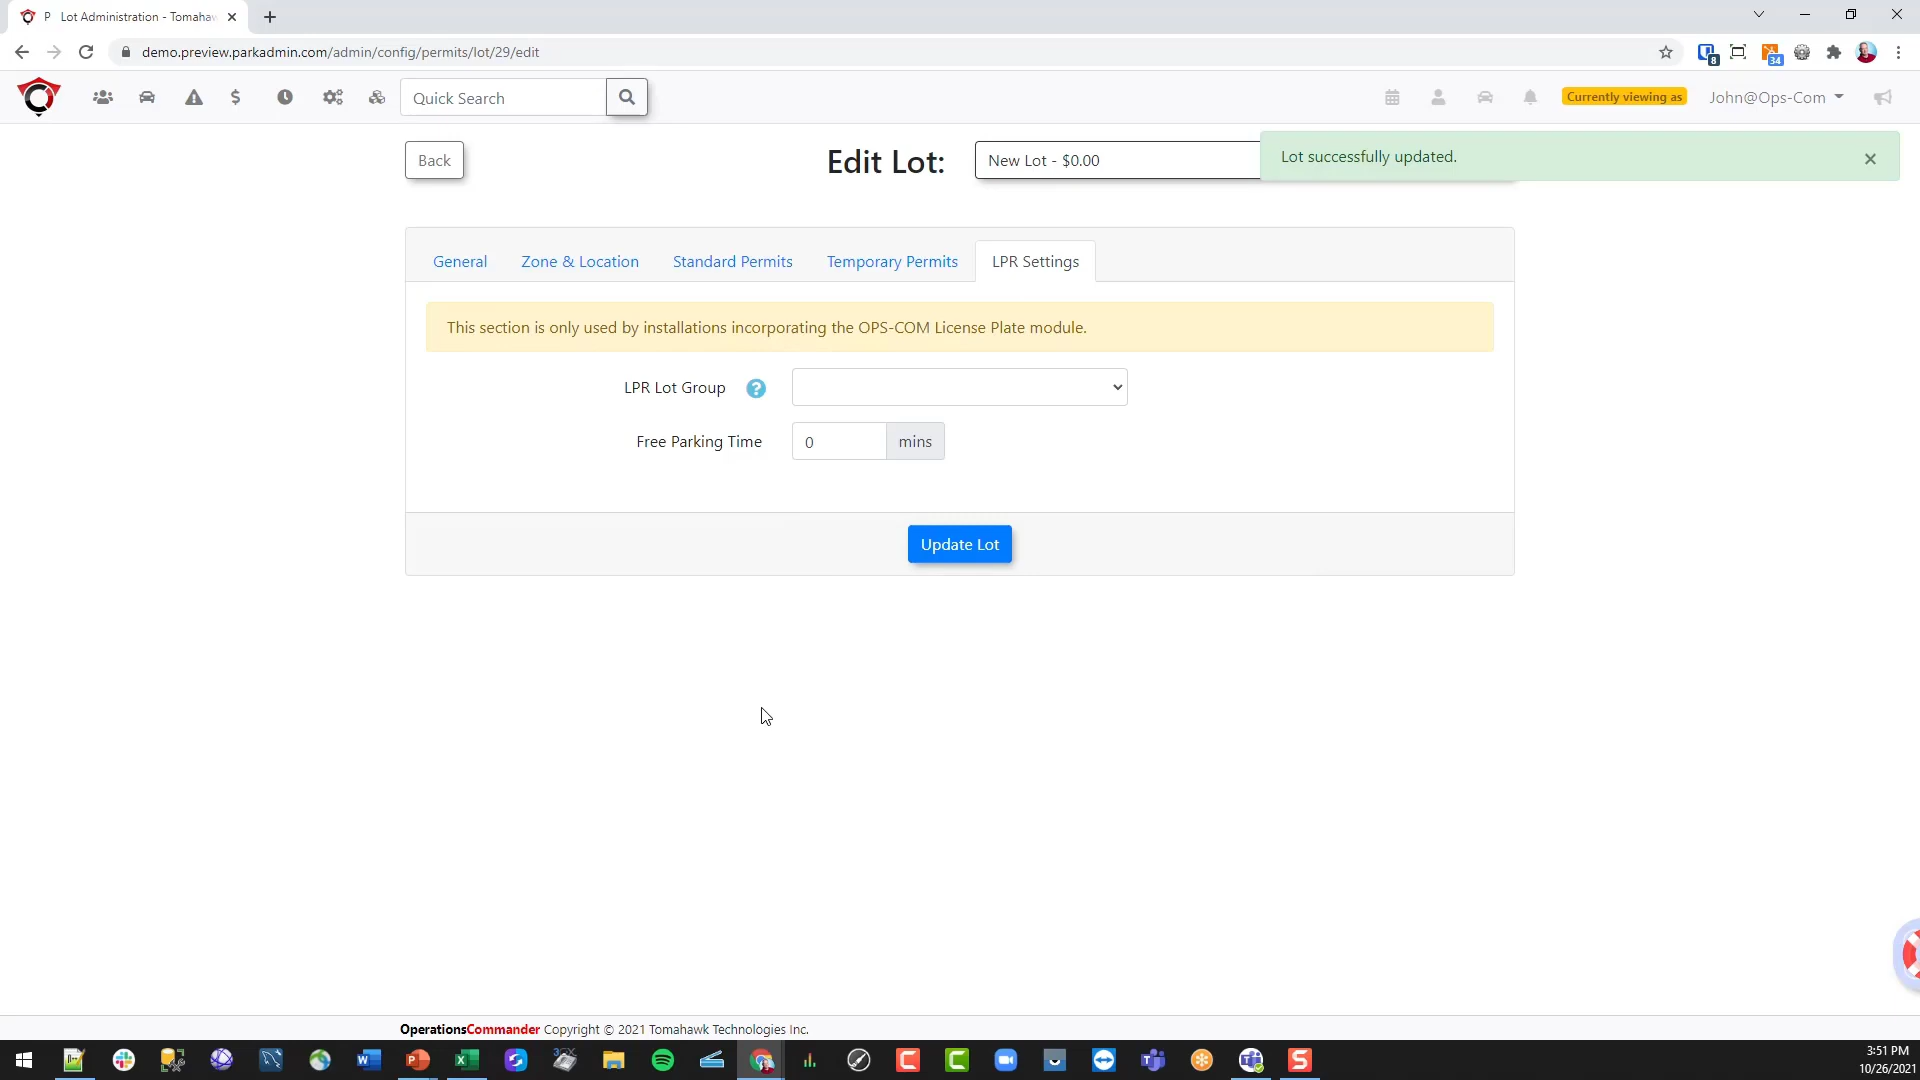 P Lot Administration - Tomahaw
demo.preview.parkadmin.com/admin/config/permits/lot/29/edit
8
34
Quick Search
Currently viewing as
John@Ops-Com
Back
Edit Lot:
New Lot - $0.00
Lot successfully updated.
General
Zone & Location
Standard Permits
Temporary Permits
LPR Settings
This section is only used by installations incorporating the OPS-COM License Plate module.
LPR Lot Group
Free Parking Time
0
mins
Update Lot
OperationsCommander Copyright © 2021 Tomahawk Technologies Inc.
3:51 PM
10/26/2021